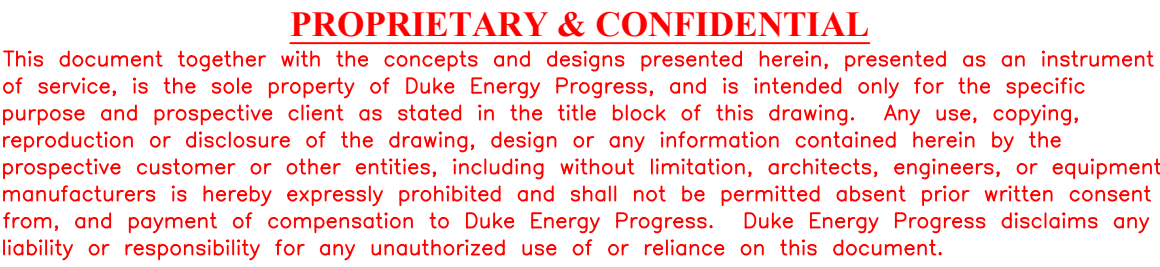 PROPRIETARY & CONFIDENTIAL
This document together with the concepts and designs presented herein, presented as an instrument
of service, is the sole property of Duke Energy Progress, and is intended only for the specific
purpose and prospective client as stated in the title block of this drawing.  Any use, copying,
reproduction or disclosure of the drawing, design or any information contained herein by the
prospective customer or other entities, including without limitation, architects, engineers, or equipment
manufacturers is hereby expressly prohibited and shall not be permitted absent prior written consent
from, and payment of compensation to Duke Energy Progress.  Duke Energy Progress disclaims any
liability or responsibility for any unauthorized use of or reliance on this document.